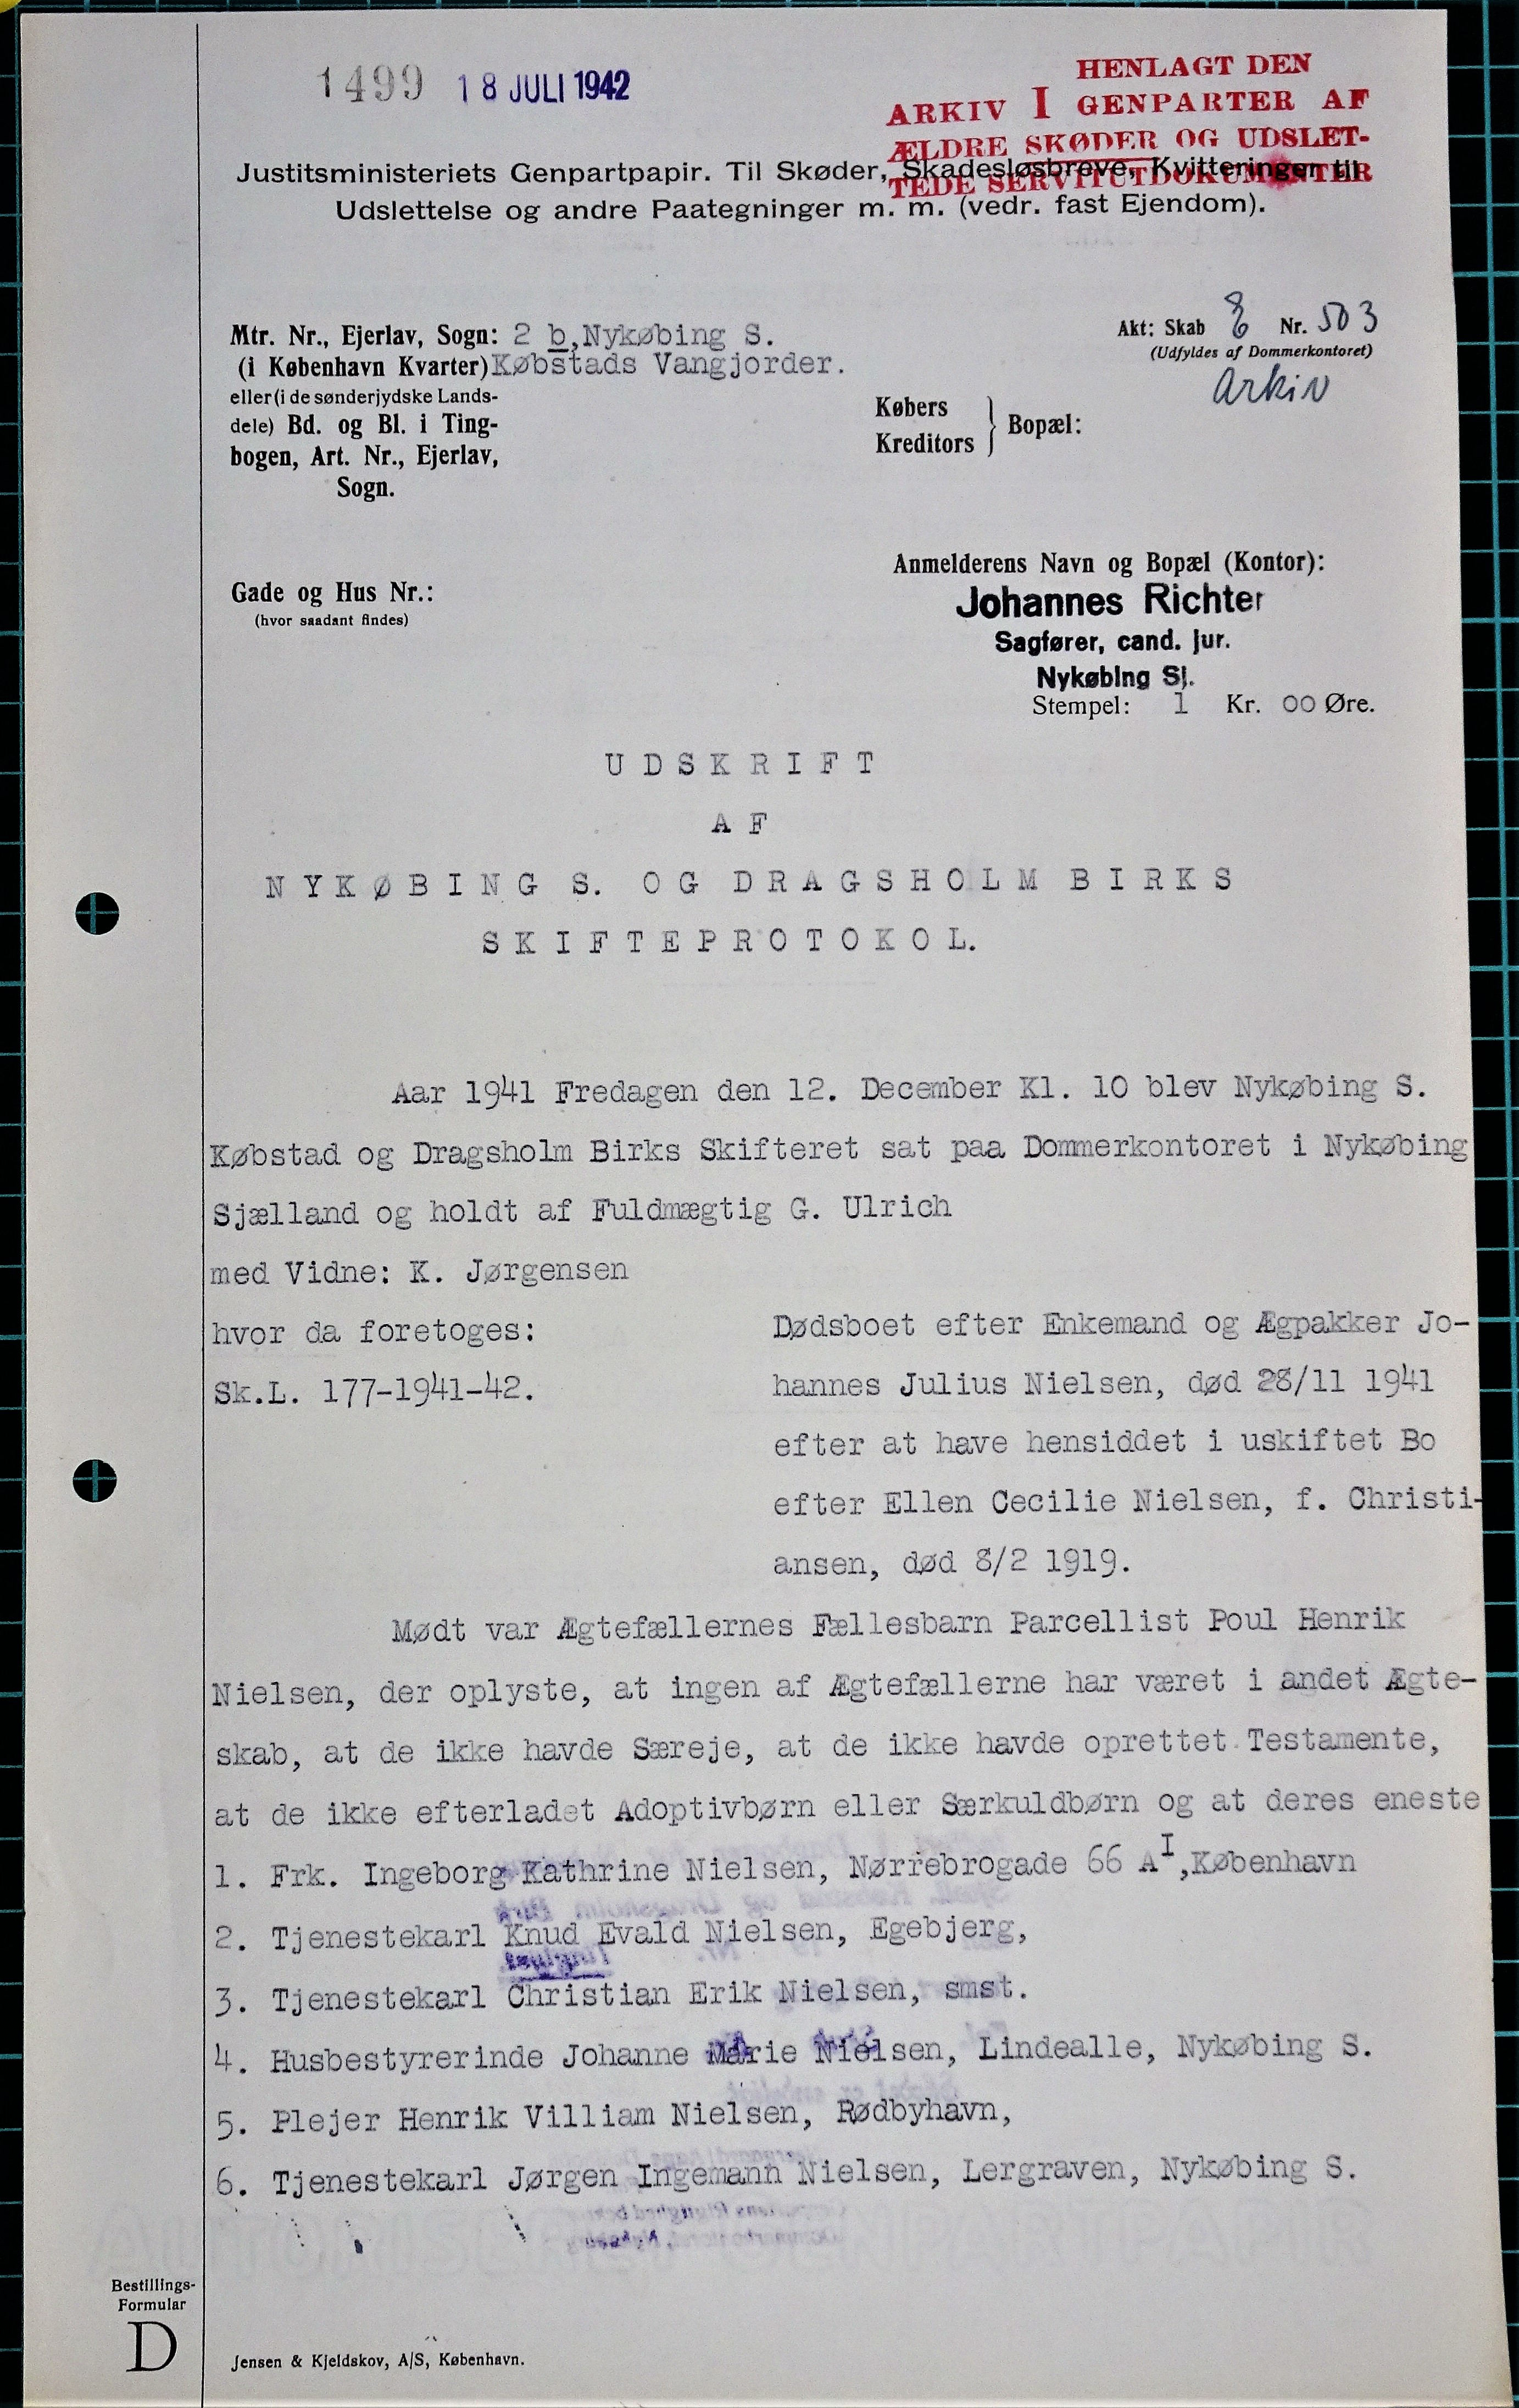 1499 18 JULI 1942
HENLAGT DEN
ARKIV I GENPARTER AF
ÆLDRE SKØDER OG UDSLET-
TEDE SERVITUTDOKUMENTER
Justitsministeriets Genpartpapir. Til Skøder, Skadesløsbreve, Kvitteringer til
Udslettelse og andre Paategninger m. m. (vedr. fast Ejendom).
Mtr. Nr., Ejerlav, Sogn: 2 b, Nykøbing S.
(i København Kvarter) Købstads Vangjorder.
eller (i de sønderjydske Lands-
dele) Bd. og Bl. i Ting-
bogen, Art. Nr., Ejerlav,
Sogn.
Akt: Skab Nr. 503
(Udfyldes af Dommerkontoret)
Arkiv
Købers
Kreditors } Bopæl:
Gade og Hus Nr.:
(hvor saadant findes)
Anmelderens Navn og Bopæl (Kontor):
Johannes Richter
Sagfører, cand. jur.
Nykøbing Sj.
Stempel: 1 Kr. 00 Øre.
UDSKRIFT
AF
NYKØBING S. OG DRAGSHOLM BIRKS
SKIFTEPROTOKOL.
Aar 1941 Fredagen den 12. December Kl. 10 blev Nykøbing S.
Købstad og Dragsholm Birks Skifteret sat paa Dommerkontoret i Nykøbing
Sjælland og holdt af Fuldmægtig G. Ulrich
med Vidne: K. Jørgensen
hvor da foretoges:
Sk.L. 177-1941-42.
Dødsboet efter Enkemand og Ægpakker Jo-
hannes Julius Nielsen, død 28/11 1941
efter at have hensiddet i uskiftet Bo
efter Ellen Cecilie Nielsen, f. Christi-
ansen, død 8/2 1919.
Mødt var Ægtefællernes Fællesbarn Parcellist Poul Henrik
Nielsen, der oplyste, at ingen af Ægtefællerne har været i andet Ægte-
skab, at de ikke havde Særeje, at de ikke havde oprettet Testamente,
at de ikke efterladet Adoptivbørn eller Særkuldbørn og at deres eneste
1. Frk. Ingeborg Kathrine Nielsen, Nørrebrogade 66 A I, København
2. Tjenestekarl Knud Evald Nielsen, Egebjerg,
3. Tjenestekarl Christian Erik Nielsen, smst.
4. Husbestyrerinde Johanne Marie Nielsen, Lindealle, Nykøbing S.
5. Plejer Henrik Villiam Nielsen, Rødbyhavn,
6. Tjenestekarl Jørgen Ingemann Nielsen, Lergraven, Nykøbing S.
Bestillings-
Formular
D
Jensen & Kjeldskov, A/S, København.